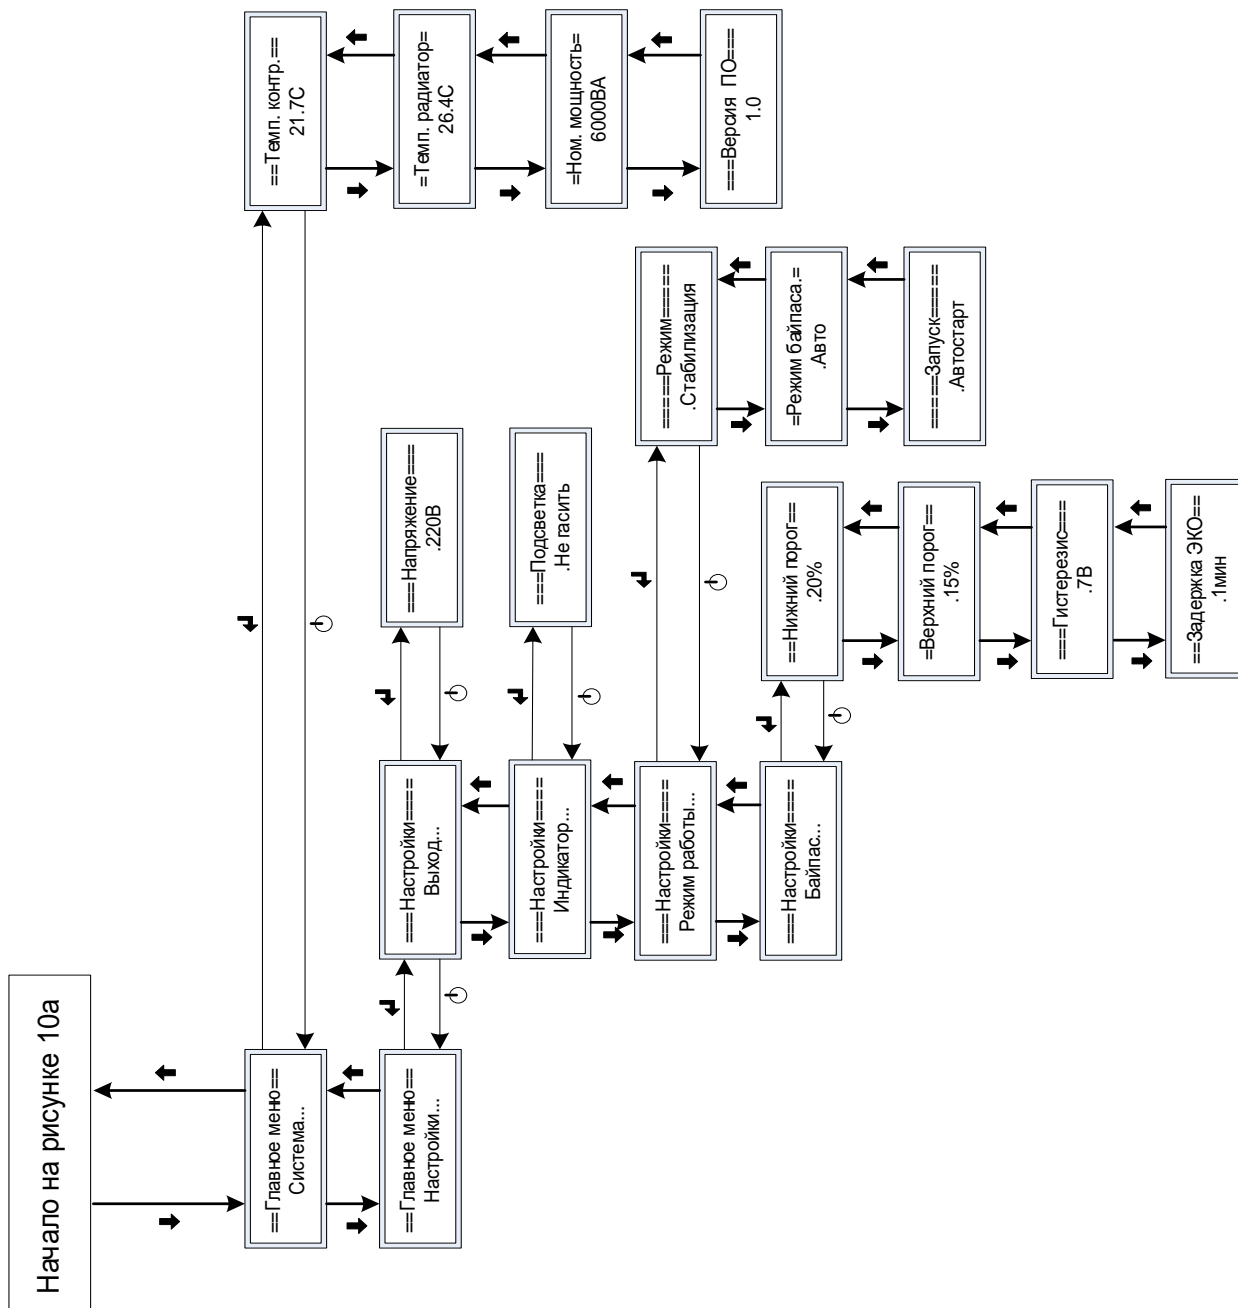 Начало на рисунке 10а
==Главное меню==
Система...
==Главное меню==
Настройки...
===Настройки====
Выход...
===Настройки====
Индикатор...
===Настройки====
Режим работы...
===Настройки====
Байпас...
===Напряжение===
.220В
===Подсветка===
.Не гасить
======Режим=====
.Стабилизация
=Режим байпаса.=
.Авто
======Запуск======
.Автостарт
==Нижний порог==
.20%
=Верхний порог==
.15%
===Гистерезис===
.7В
==Задержка ЭКО==
.1мин
==Темп. контр.==
21.7С
=Темп. радиатор=
26.4С
=Ном. мощность=
6000ВА
===Версия ПО===
1.0